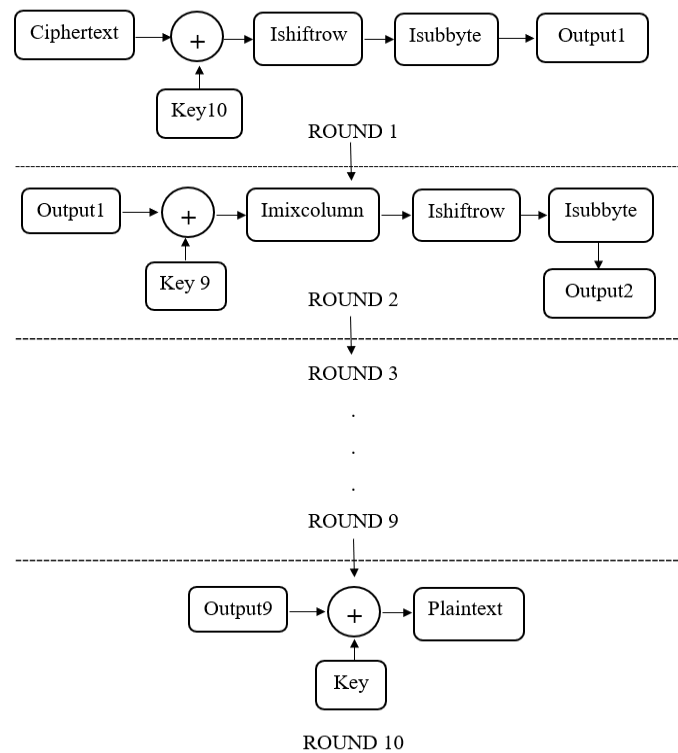 Ciphertext
+
Ishiftrow
Isubbyte
Output1
Key10
ROUND 1
Output1
+
Imixcolumn
Ishiftrow
Isubbyte
Key 9
Output2
ROUND 2
ROUND 3
.
.
.
ROUND 9
Output9
+
Plaintext
Key
ROUND 10